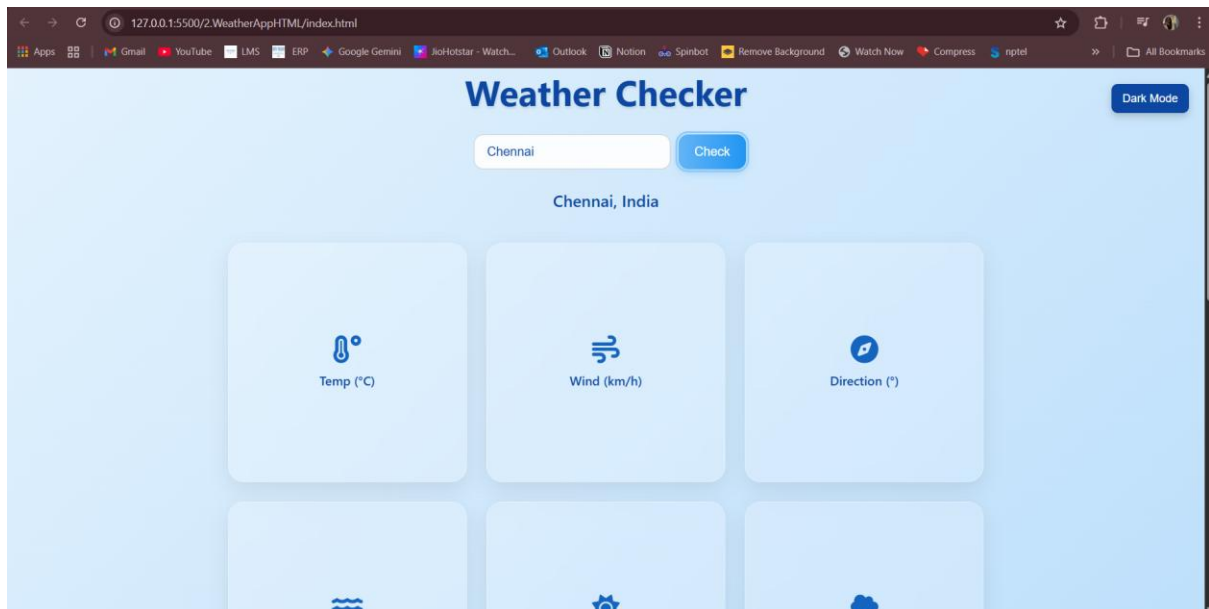 127.0.0.1:5500/2.WeatherAppHTML/index.html
Apps Gmail YouTube LMS ERP Google Gemini JioHotstar - Watch... Outlook Notion Spinbot Remove Background Watch Now Compress nptel » All Bookmarks
Weather Checker
Dark Mode
Chennai Check
Chennai, India
Temp (°C) Wind (km/h) Direction (°)